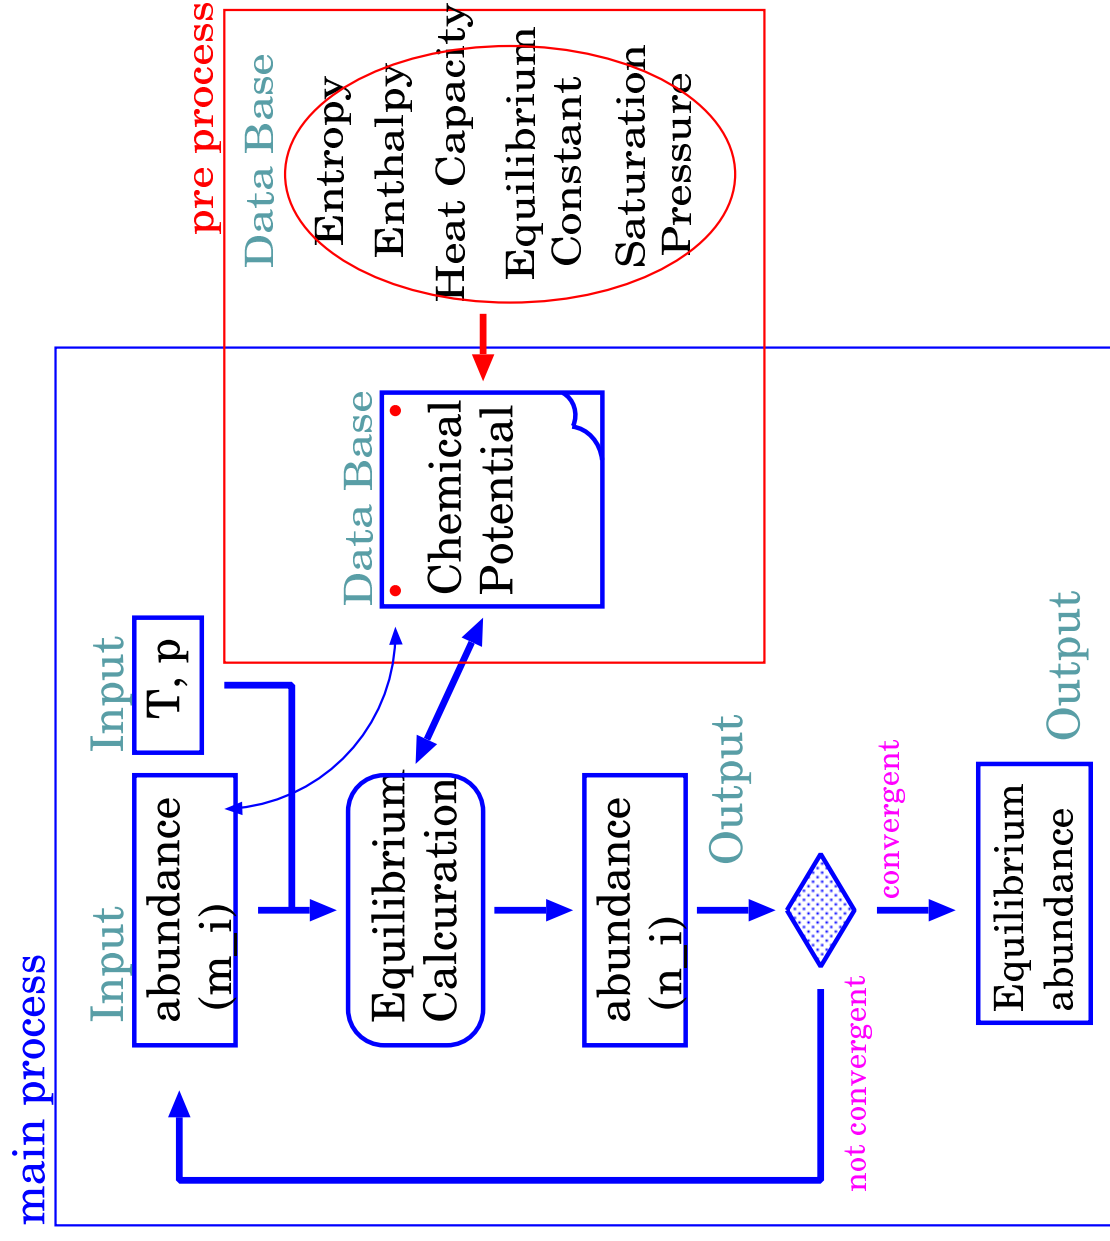 main process
Input
abundance
(m_i)
Input
T, p
Equilibrium
Calcuration
abundance
(n_i)
Output
not convergent
convergent
Equilibrium
abundance
Output
pre process
Data Base
Chemical
Potential
Data Base
Entropy
Enthalpy
Heat Capacity
Equilibrium
Constant
Saturation
Pressure